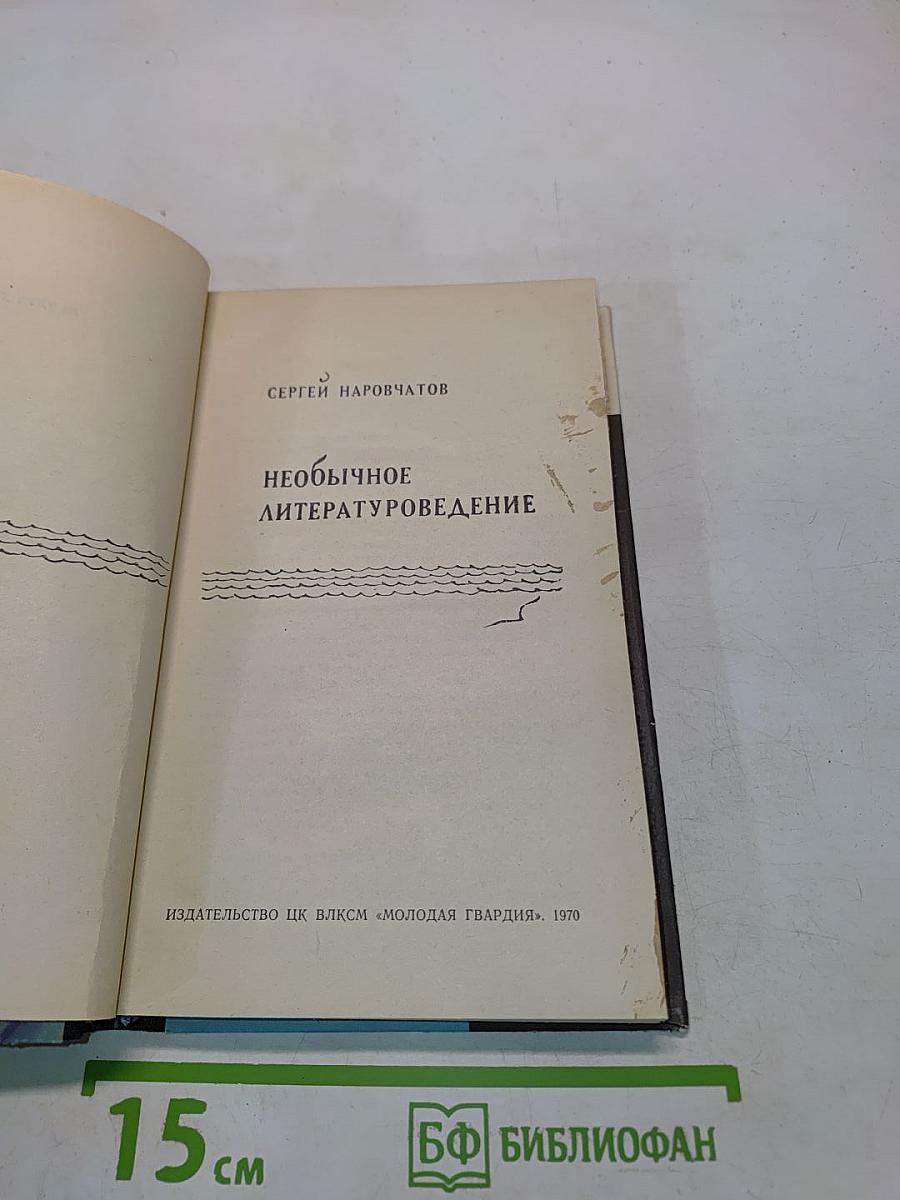 СЕРГЕЙ НАРОВЧАТОВ
НЕОБЫЧНОЕ
ЛИТЕРАТУРОВЕДЕНИЕ
ИЗДАТЕЛЬСТВО ЦК ВЛКСМ «МОЛОДАЯ ГВАРДИЯ». 1970
15 см
БФ БИБЛИОФАН